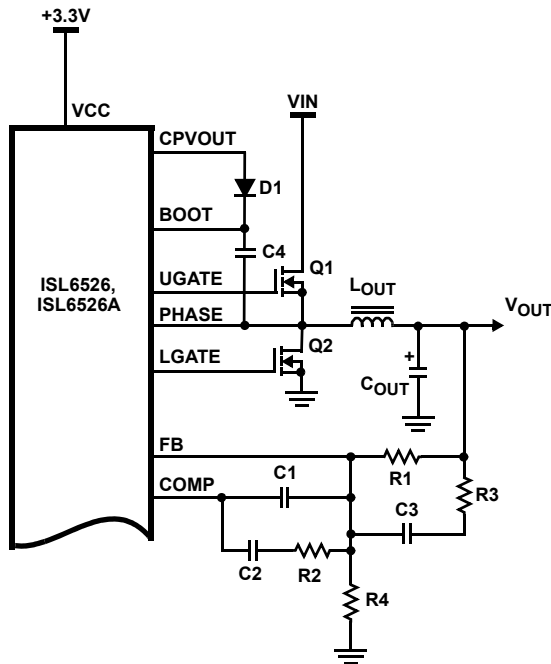 +3.3V
VCC
VIN
CPVOUT
D1
BOOT
C4
Q1
ISL6526,
ISL6526A
UGATE
LOUT
PHASE
VOUT
Q2
LGATE
+
COUT
FB
R1
COMP
C1
R3
C3
C2
R2
R4